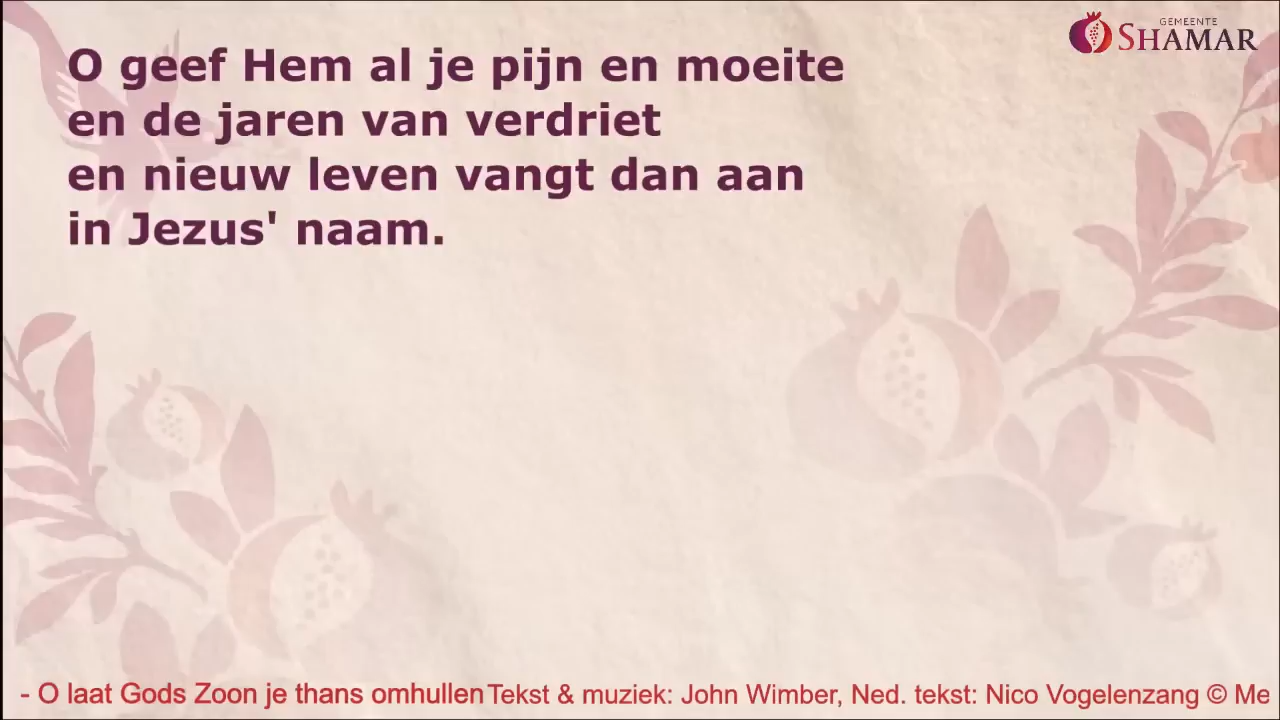 GEMEENTE
SHAMAR
O geef Hem al je pijn en moeite
en de jaren van verdriet
en nieuw leven vangt dan aan
in Jezus' naam.
- O laat Gods Zoon je thans omhullen Tekst & muziek: John Wimber, Ned. tekst: Nico Vogelenzang © Me